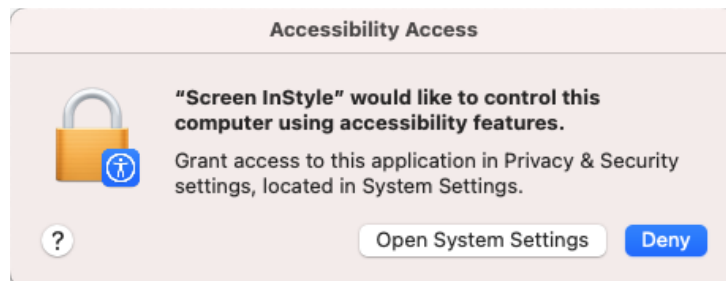 Accessibility Access
“Screen InStyle” would like to control this
computer using accessibility features.
Grant access to this application in Privacy & Security
settings, located in System Settings.
? Open System Settings Deny